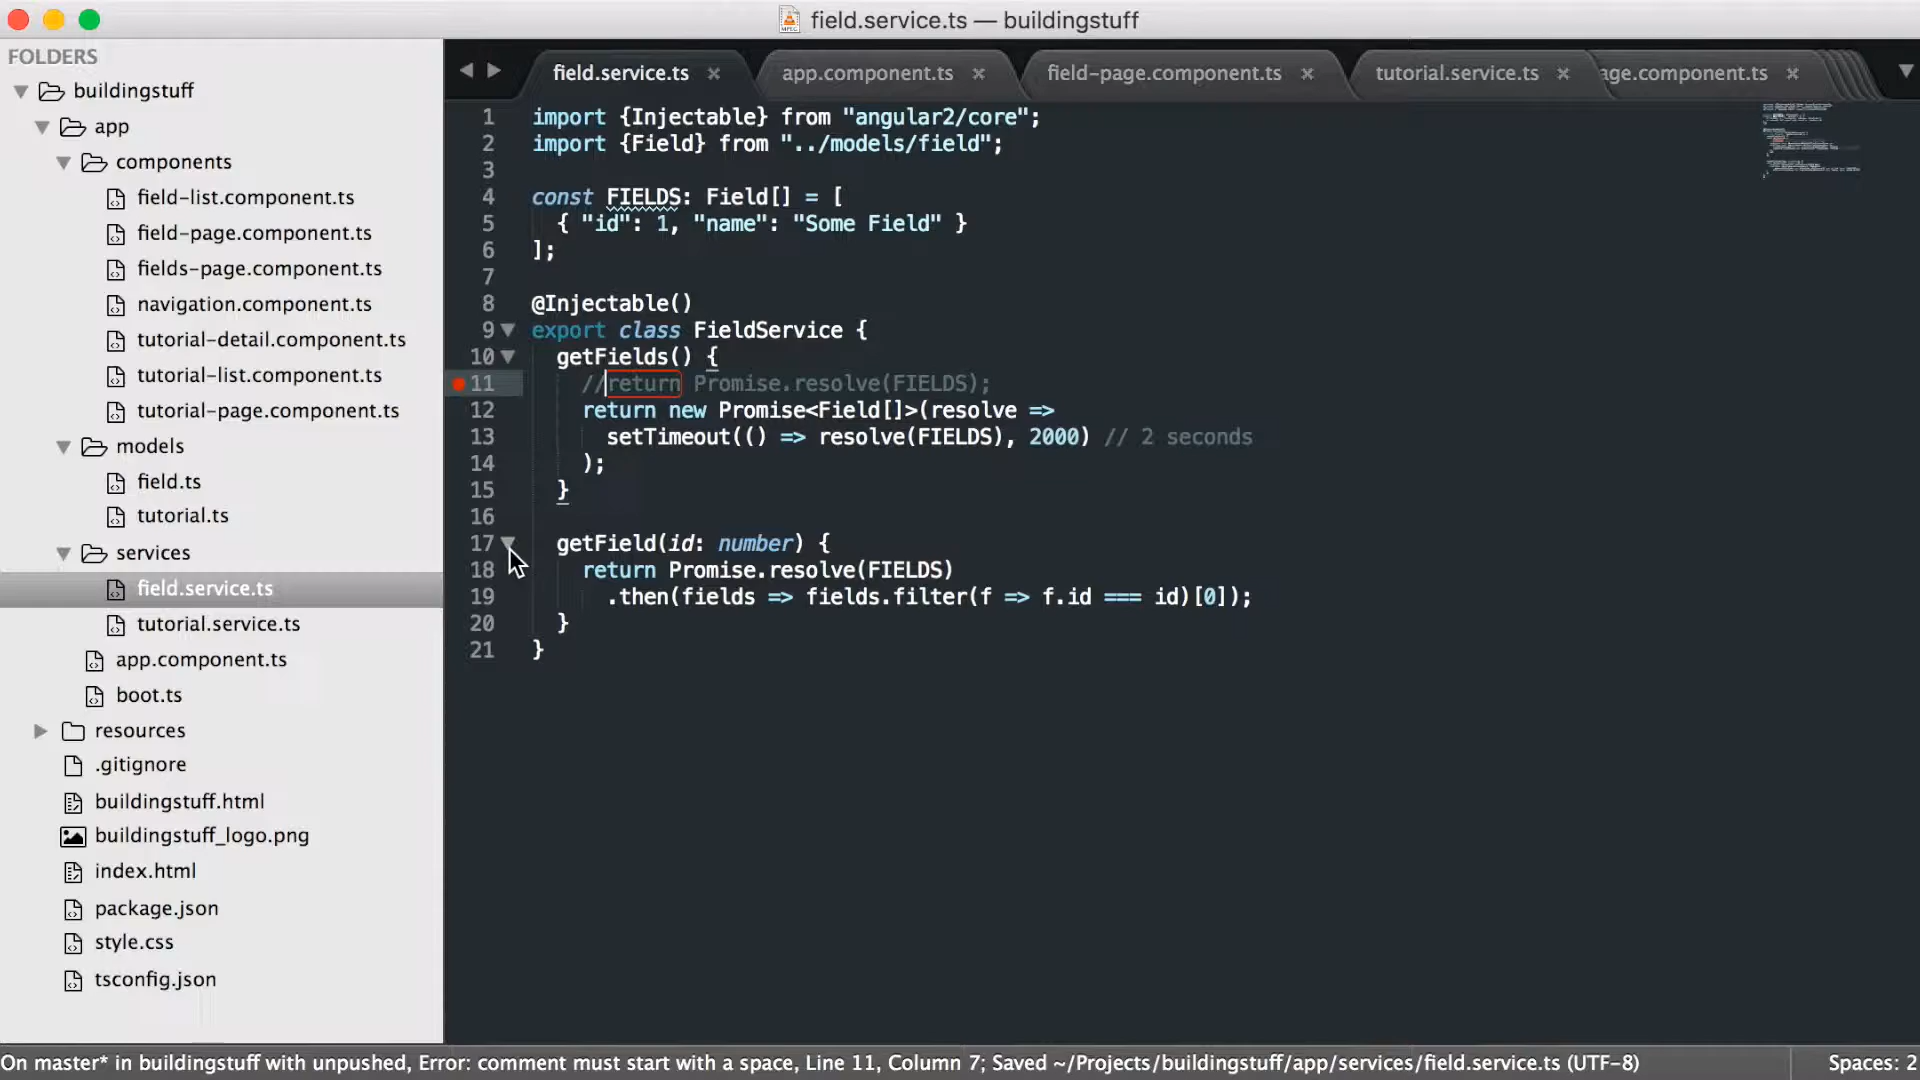 field.service.ts — buildingstuff
FOLDERS
buildingstuff
app
components
field-list.component.ts
field-page.component.ts
fields-page.component.ts
navigation.component.ts
tutorial-detail.component.ts
tutorial-list.component.ts
tutorial-page.component.ts
models
field.ts
tutorial.ts
services
field.service.ts
tutorial.service.ts
app.component.ts
boot.ts
resources
.gitignore
buildingstuff.html
buildingstuff_logo.png
index.html
package.json
style.css
tsconfig.json
field.service.ts × app.component.ts × field-page.component.ts × tutorial.service.ts × age.component.ts ×
1 import {Injectable} from "angular2/core";
2 import {Field} from "../models/field";
3
4 const FIELDS: Field[] = [
5 { "id": 1, "name": "Some Field" }
6 ];
7
8 @Injectable()
9 export class FieldService {
10 getFields() {
11 //return Promise.resolve(FIELDS);
12 return new Promise<Field[]>(resolve =>
13 setTimeout(() => resolve(FIELDS), 2000) // 2 seconds
14 );
15 }
16
17 getField(id: number) {
18 return Promise.resolve(FIELDS)
19 .then(fields => fields.filter(f => f.id === id)[0]);
20 }
21 }
On master* in buildingstuff with unpushed, Error: comment must start with a space, Line 11, Column 7; Saved ~/Projects/buildingstuff/app/services/field.service.ts (UTF-8) Spaces: 2